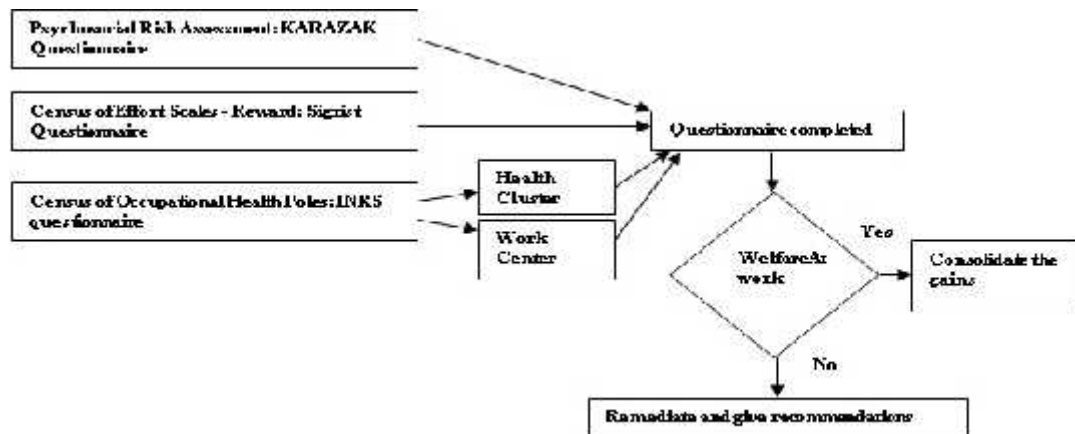 Psychosocial Risk Assessment: KARAZAK
Questionnaire
Census of Effort Scales - Reward: Sigrist
Questionnaire
Questionnaire completed
Census of Occupational Health Poles: INRS
questionnaire
Health
Cluster
Work
Center
Yes
Welfare At
work
Consolidate the
gains
No
Remediate and give recommendations